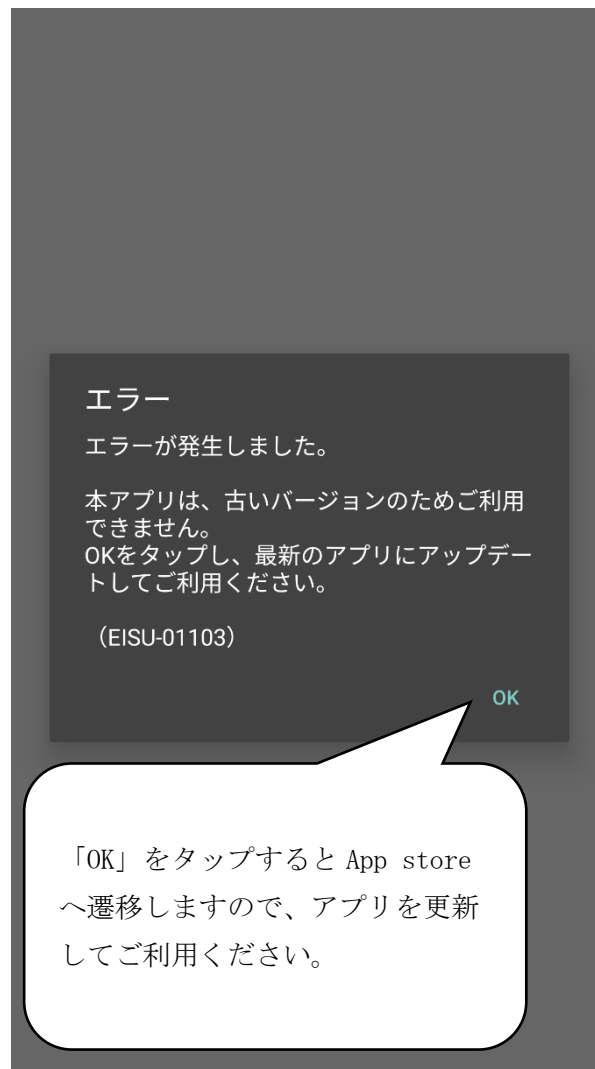 エラー
エラーが発生しました。
本アプリは、古いバージョンのためご利用
できません。
OKをタップし、最新のアプリにアップデー
トしてご利用ください。
（EISU-01103）
OK
「OK」をタップすると App store
へ遷移しますので、アプリを更新
してご利用ください。